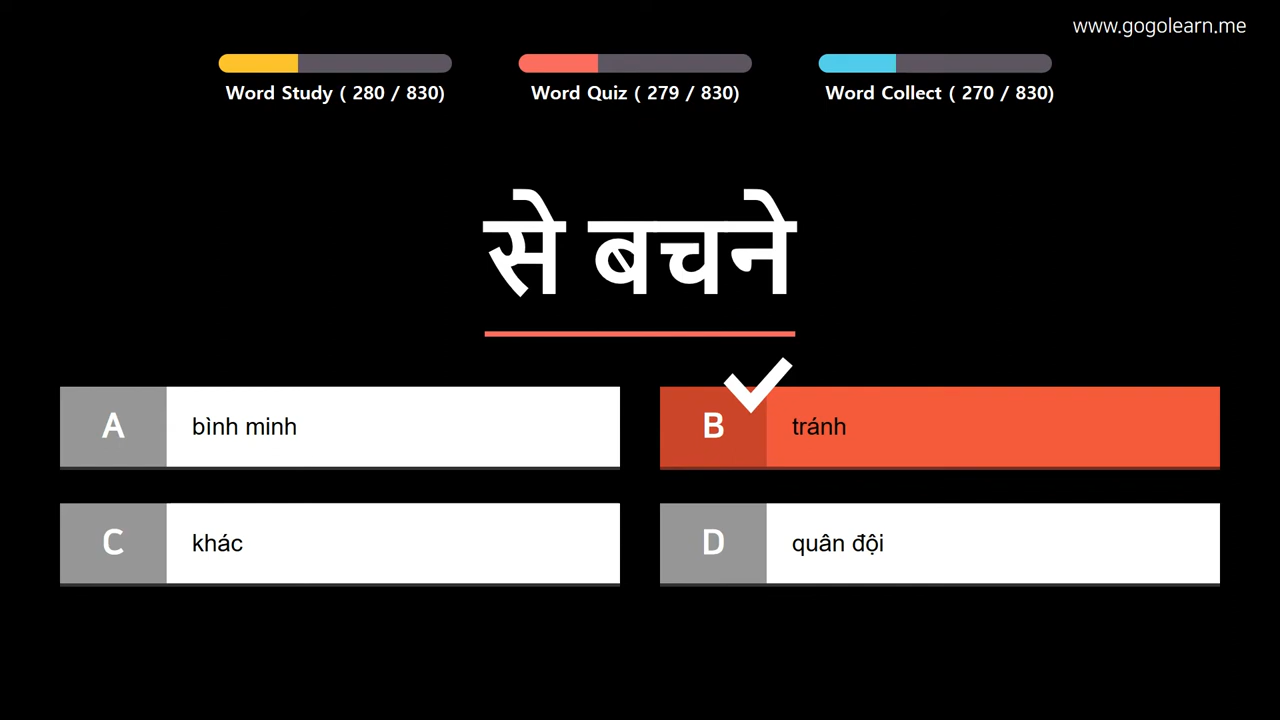 www.gogolearn.me
Word Study ( 280 / 830)
Word Quiz ( 279 / 830)
Word Collect ( 270 / 830)
से बचने
A bình minh
B tránh
C khác
D quân đội